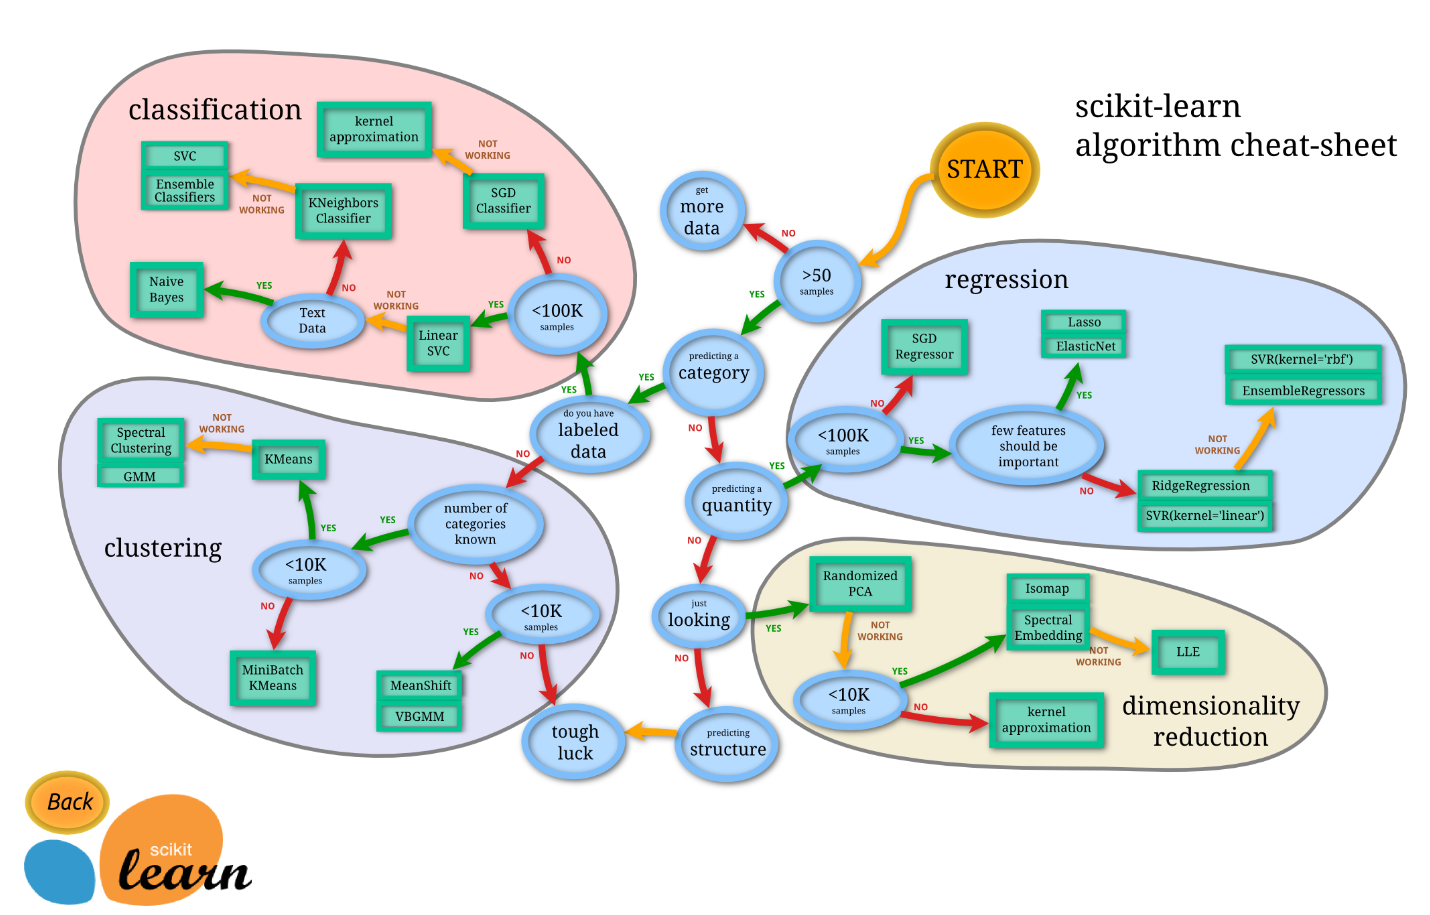 scikit-learn
algorithm cheat-sheet
START
classification
kernel
approximation
NOT
WORKING
SVC
Ensemble
Classifiers
NOT
WORKING
KNeighbors
Classifier
SGD
Classifier
NO
Naive
Bayes
YES
Text
Data
NO
NOT
WORKING
Linear
SVC
YES
<100K
samples
YES
get
more
data
NO
>50
samples
YES
predicting a
category
YES
NO
do you have
labeled
data
NO
predicting a
quantity
YES
NO
just
looking
YES
NO
predicting
structure
tough
luck
regression
SGD
Regressor
NO
<100K
samples
YES
Lasso
ElasticNet
YES
few features
should be
important
NO
SVR(kernel='rbf')
EnsembleRegressors
NOT
WORKING
RidgeRegression
SVR(kernel='linear')
clustering
Spectral
Clustering
GMM
NOT
WORKING
KMeans
YES
<10K
samples
YES
number of
categories
known
NO
NO
MiniBatch
KMeans
<10K
samples
YES
NO
MeanShift
VBGMM
dimensionality
reduction
Randomized
PCA
NOT
WORKING
<10K
samples
YES
NO
Isomap
Spectral
Embedding
NOT
WORKING
LLE
kernel
approximation
Back
scikit
learn